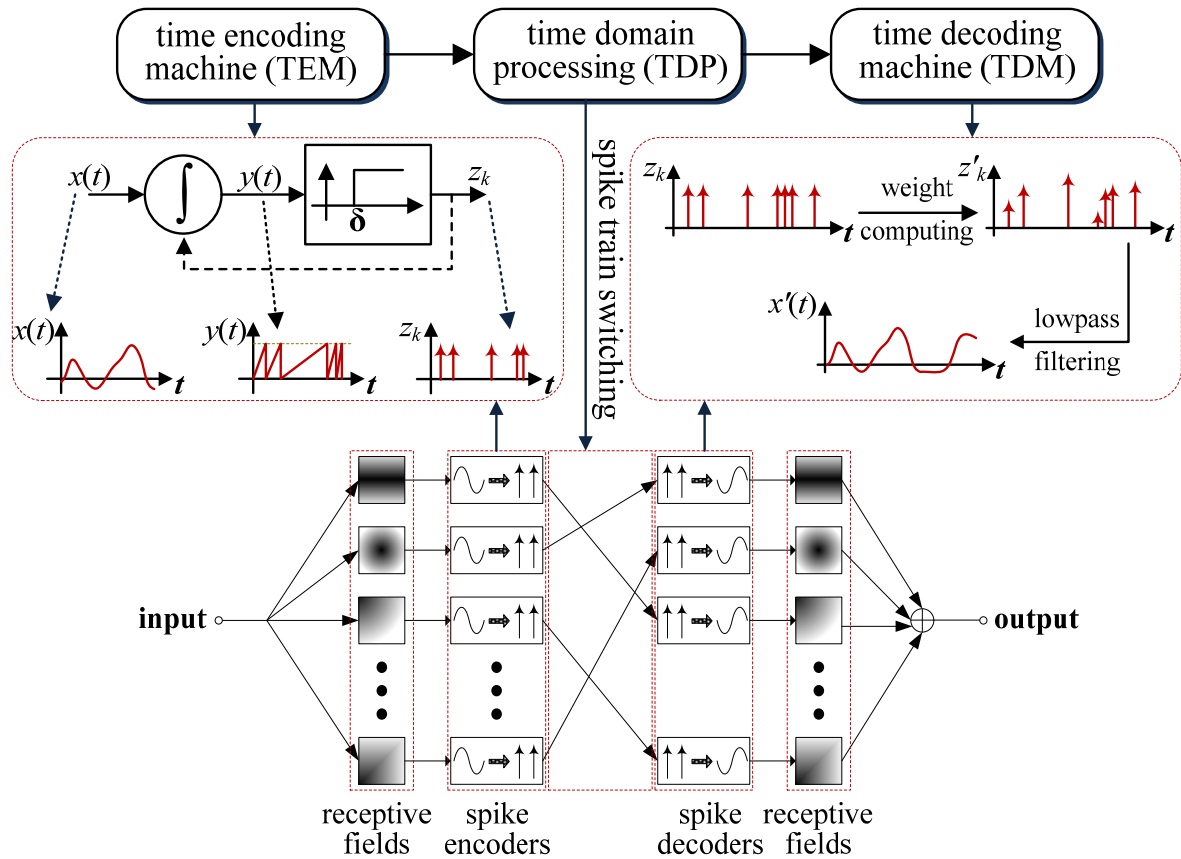 time encoding
machine (TEM)
time domain
processing (TDP)
time decoding
machine (TDM)
x(t)
∫
y(t)
δ
z_k
x(t)
t
y(t)
t
z_k
t
spike train switching
z_k
t
weight
computing
z'_k
t
x'(t)
t
lowpass
filtering
input
output
receptive
fields
spike
encoders
spike
decoders
receptive
fields